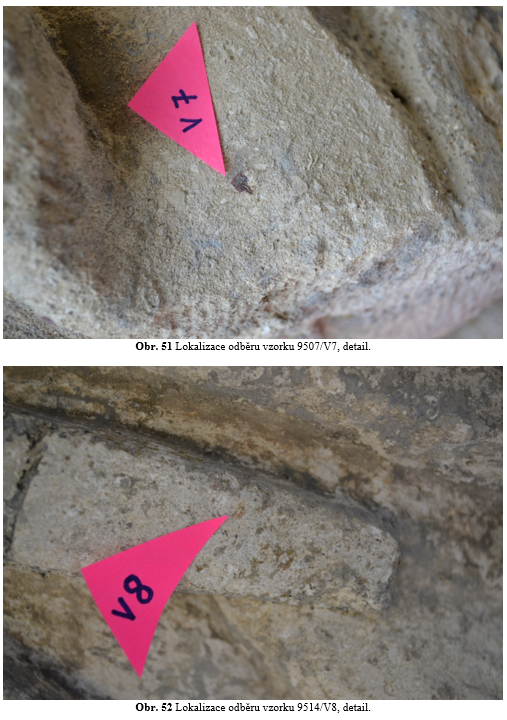 V7
Obr. 51 Lokalizace odběru vzorku 9507/V7, detail.
V8
Obr. 52 Lokalizace odběru vzorku 9514/V8, detail.